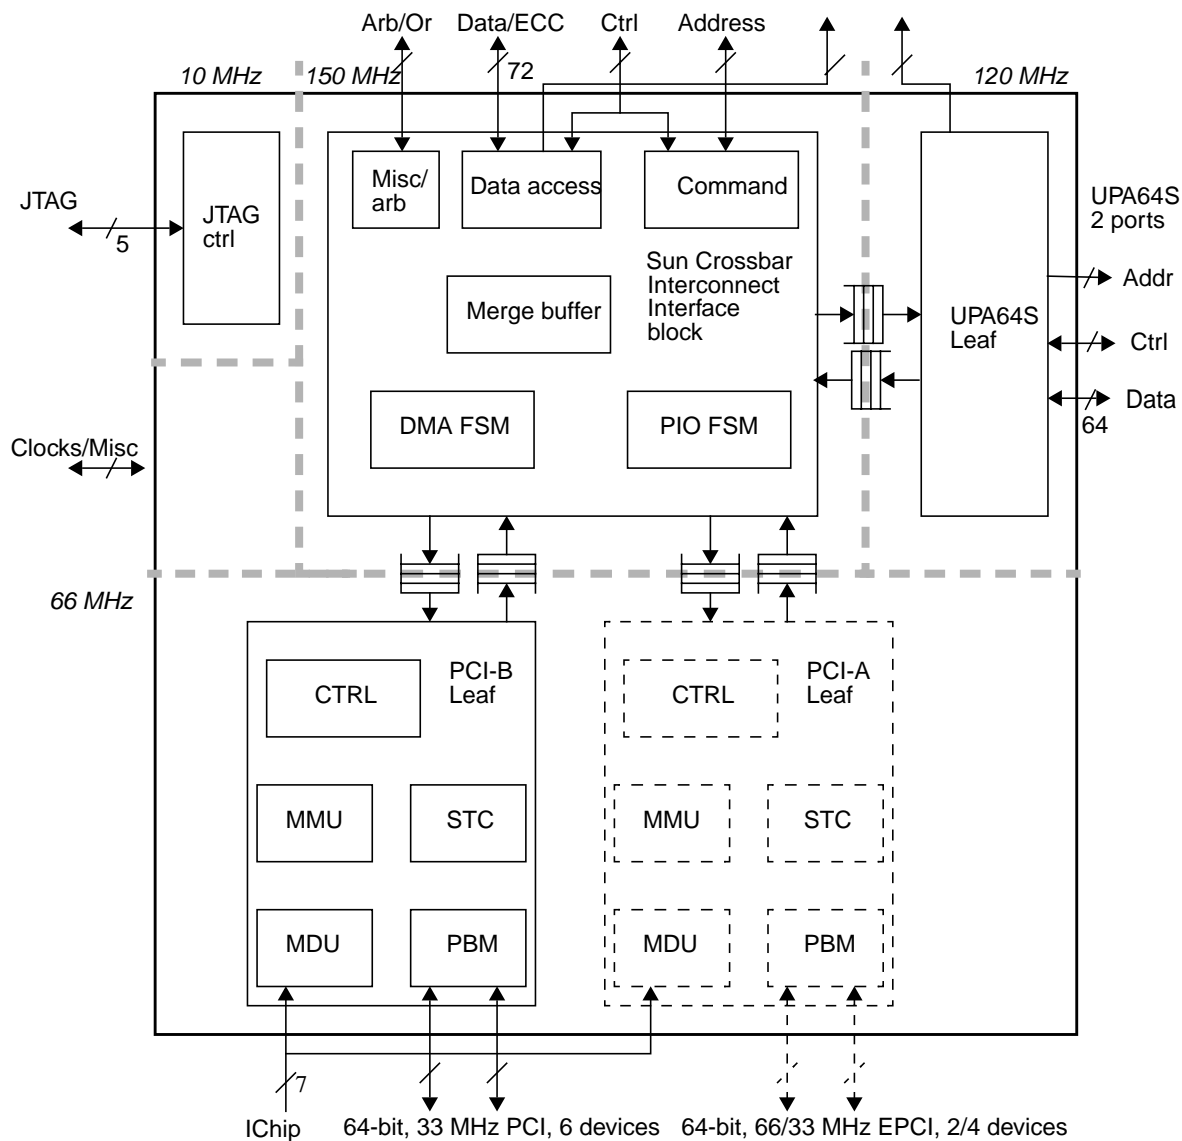 Arb/Or Data/ECC Ctrl Address
10 MHz 150 MHz 72 120 MHz
Misc/
arb
Data access
Command
JTAG
5
JTAG
ctrl
UPA64S
2 ports
Sun Crossbar
Interconnect
Interface
block
Merge buffer
UPA64S
Leaf
Addr
Ctrl
Data
64
DMA FSM
PIO FSM
Clocks/Misc
66 MHz
PCI-B
Leaf
CTRL
MMU
STC
MDU
PBM
PCI-A
Leaf
CTRL
MMU
STC
MDU
PBM
7
IChip
64-bit, 33 MHz PCI, 6 devices
64-bit, 66/33 MHz EPCI, 2/4 devices